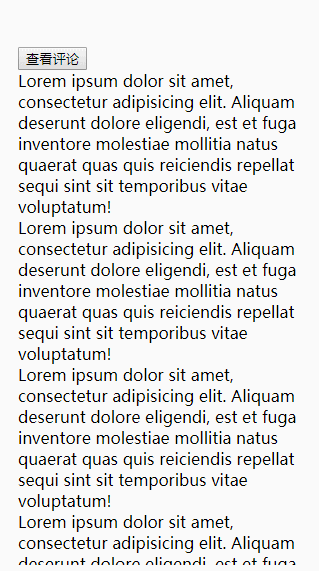 查看评论
Lorem ipsum dolor sit amet,
consectetur adipisicing elit. Aliquam
deserunt dolore eligendi, est et fuga
inventore molestiae mollitia natus
quaerat quas quis reiciendis repellat
sequi sint sit temporibus vitae
voluptatum!
Lorem ipsum dolor sit amet,
consectetur adipisicing elit. Aliquam
deserunt dolore eligendi, est et fuga
inventore molestiae mollitia natus
quaerat quas quis reiciendis repellat
sequi sint sit temporibus vitae
voluptatum!
Lorem ipsum dolor sit amet,
consectetur adipisicing elit. Aliquam
deserunt dolore eligendi, est et fuga
inventore molestiae mollitia natus
quaerat quas quis reiciendis repellat
sequi sint sit temporibus vitae
voluptatum!
Lorem ipsum dolor sit amet,
consectetur adipisicing elit. Aliquam
deserunt dolore eligendi, est et fuga